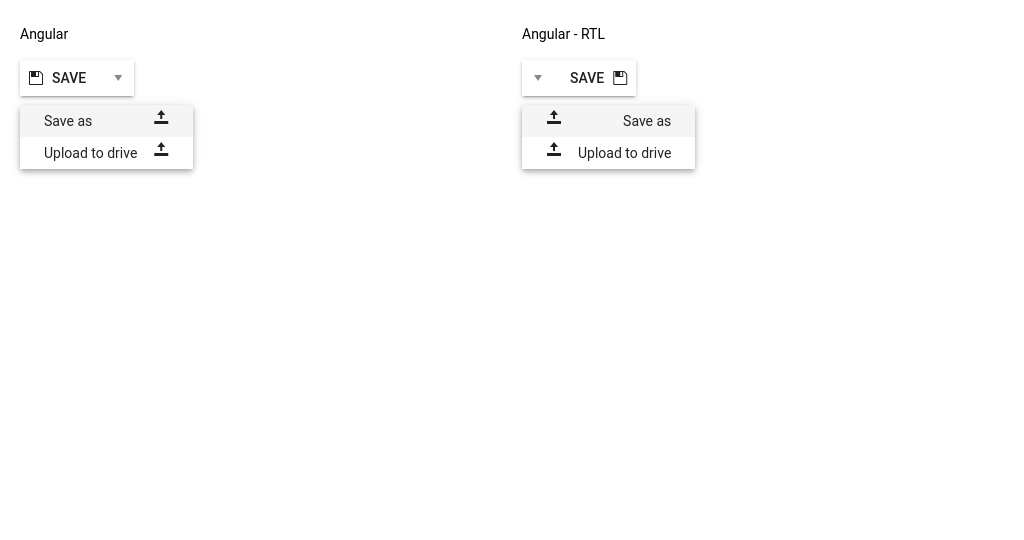 Angular
SAVE
Save as
Upload to drive
Angular - RTL
SAVE
Save as
Upload to drive